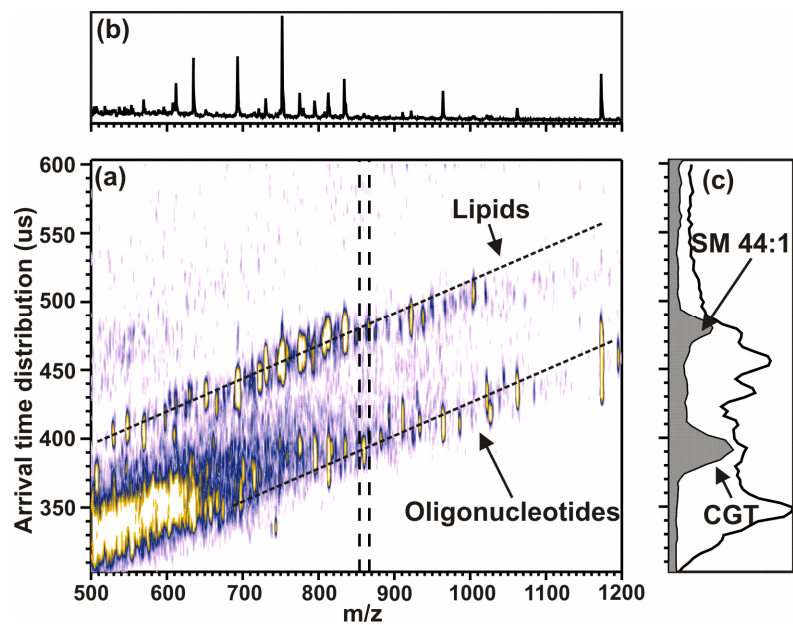 (b)
600
(a)
(c)
Lipids
SM 44:1
550
500
450
400
350
Arrival time distribution (us)
Oligonucleotides
CGT
500 600 700 800 900 1000 1100 1200
m/z